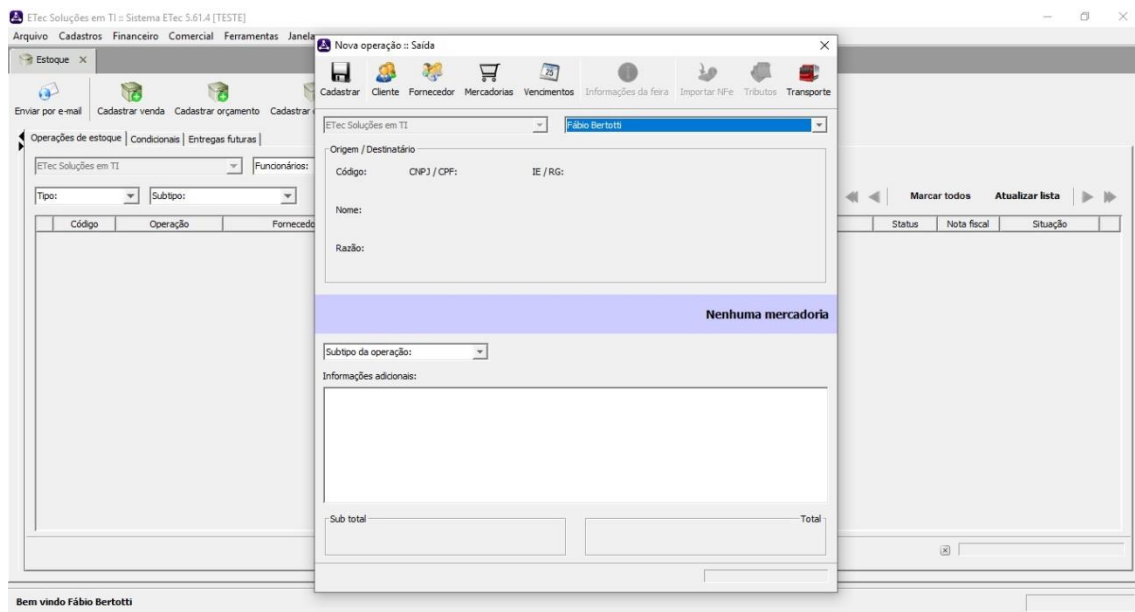 ETec Soluções em TI :: Sistema ETec 5.61.4 [TESTE]
Arquivo Cadastros Financeiro Comercial Ferramentas Janela
Estoque
Enviar por e-mail Cadastrar venda Cadastrar orçamento Cadastrar
Operações de estoque Condicionais Entregas futuras
ETec Soluções em TI Funcionários:
Tipo: Subtipo: Marcar todos Atualizar lista
Código Operação Fornecedo Status Nota fiscal Situação
Nova operação :: Saída
Cadastrar Cliente Fornecedor Mercadorias Vencimentos Informações da feira Importar NFe Tributos Transporte
ETec Soluções em TI Fábio Bertotti
Origem / Destinatário
Código: CNPJ / CPF: IE / RG:
Nome:
Razão:
Nenhuma mercadoria
Subtipo da operação:
Informações adicionais:
Sub total Total
Bem vindo Fábio Bertotti